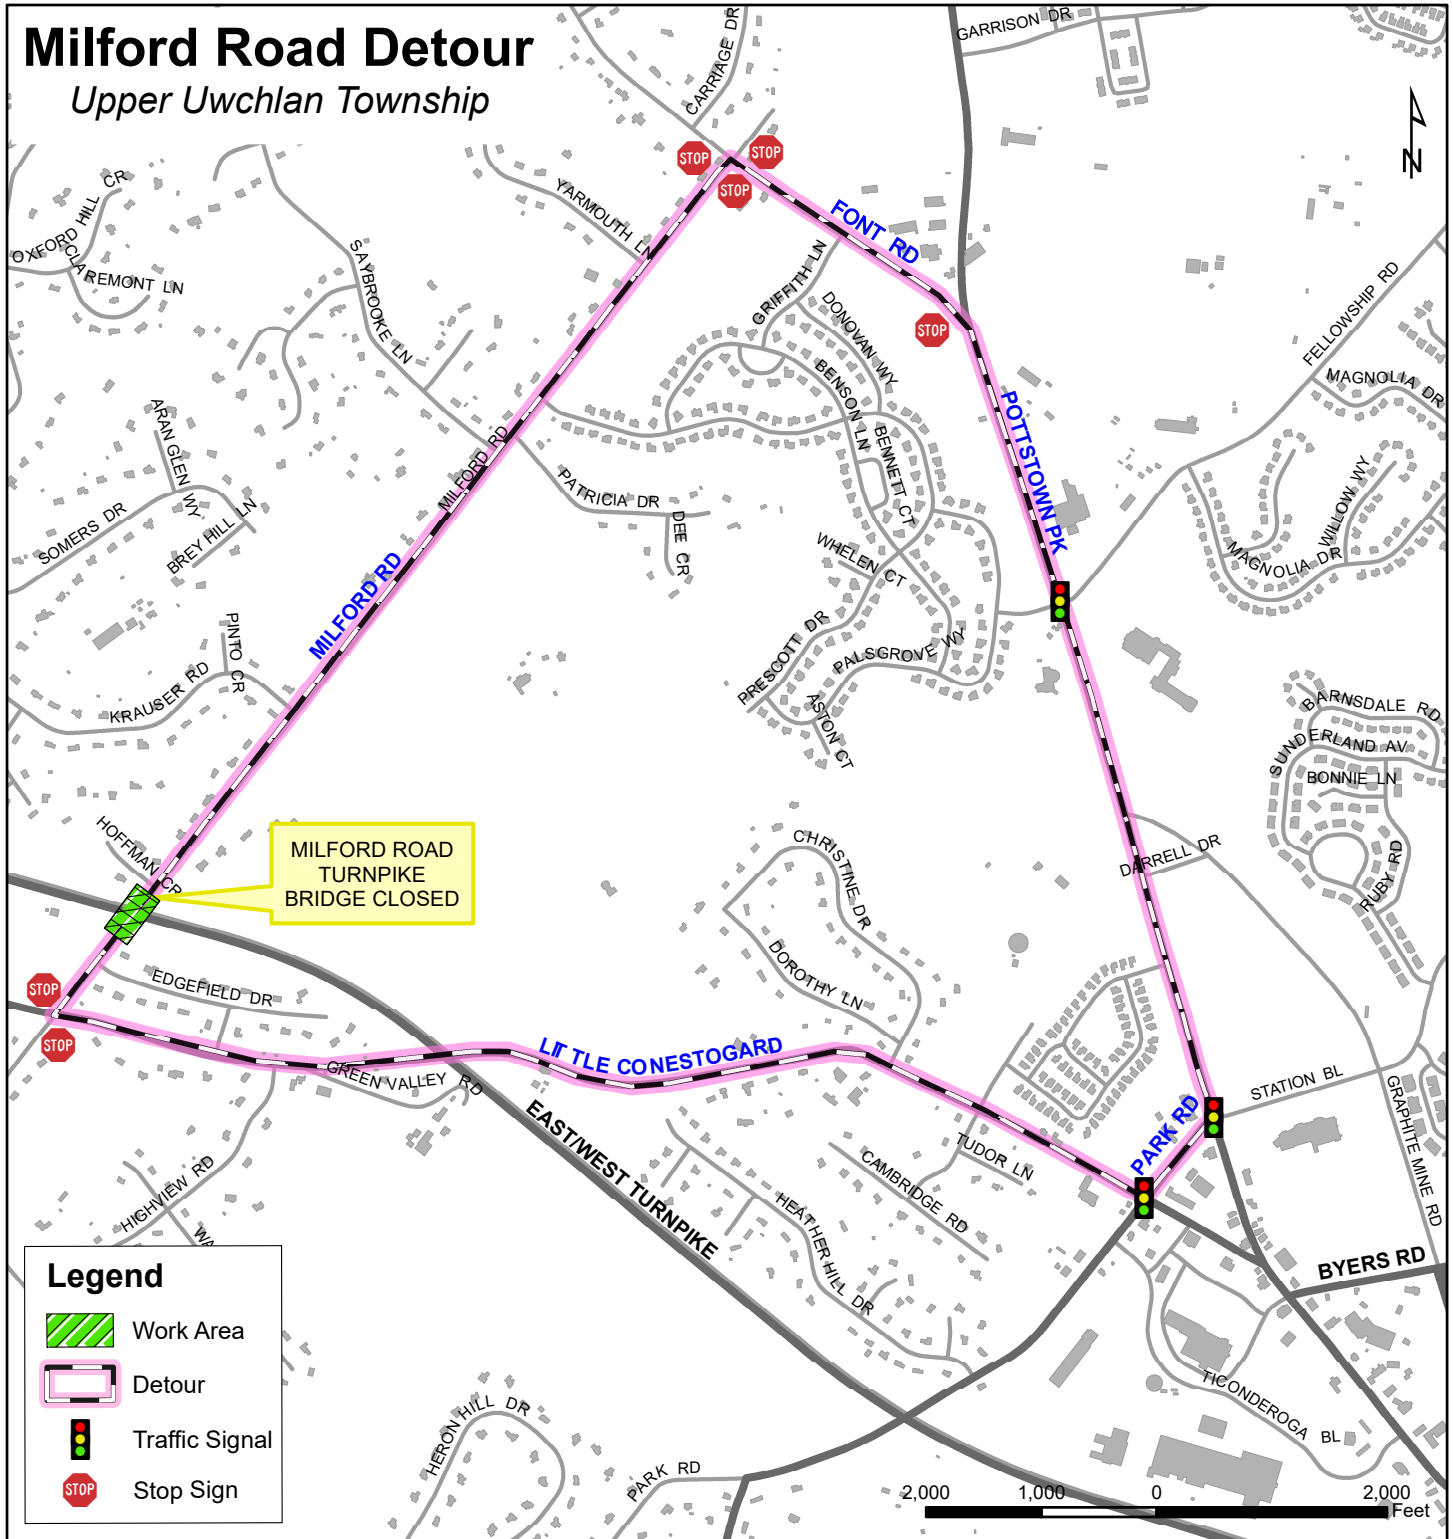 Milford Road Detour
Upper Uwchlan Township
CARRIAGE DR
GARRISON DR
N
STOP
STOP
STOP
YARMOUTH LN
FONT RD
OXFORD HILL CR
CLAREMONT LN
SAYBROOKE LN
GRIFFITH LN
DONOVAN WY
STOP
FELLOWSHIP RD
MAGNOLIA DR
BENSON LN
BENNETT CT
POTTSTOWN PK
ARAN GLEN WY
SOMERS DR
BREY HILL LN
MILFORD RD
PATRICIA DR
DEE CR
WILLOW WY
MAGNOLIA DR
WHELEN CT
MILFORD RD
PINTO CR
KRAUSER RD
PRESCOTT DR
PALSGROVE WY
ASTON CT
BARNSDALE RD
SUNDERLAND AV
BONNIE LN
RUBY RD
HOFFMAN CR
MILFORD ROAD
TURNPIKE
BRIDGE CLOSED
CHRISTINE DR
DARRELL DR
DOROTHY LN
STOP
EDGEFIELD DR
STOP
LITTLE CONESTOGA RD
GREEN VALLEY RD
STATION BL
GRAPHITE MINE RD
PARK RD
EAST/WEST TURNPIKE
TUDOR LN
CAMBRIDGE RD
HIGHVIEW RD
WA
HEATHER HILL DR
BYERS RD
Legend
Work Area
Detour
Traffic Signal
STOP Stop Sign
HERON HILL DR
PARK RD
TICONDEROGA BL
2,000 1,000 0 2,000
Feet